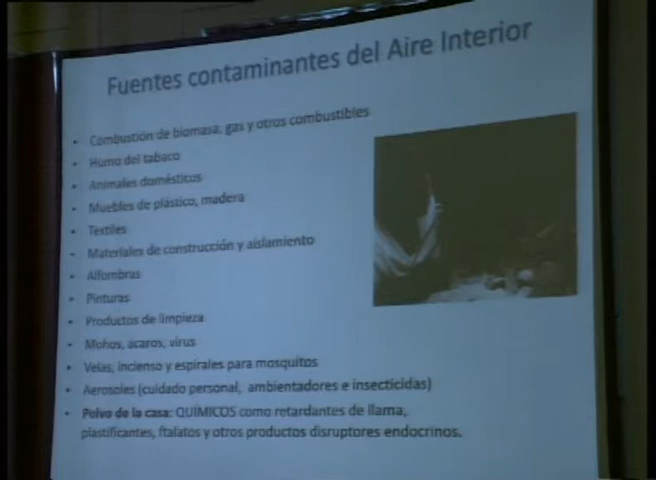 Fuentes contaminantes del Aire Interior
• Combustión de biomasa, gas y otros combustibles
• Humo del tabaco
• Animales domésticos
• Muebles de plástico, madera
• Textiles
• Materiales de construcción y aislamiento
• Alfombras
• Pinturas
• Productos de limpieza
• Mohos, acaros, virus
• Velas, incienso y espirales para mosquitos
• Aerosoles (cuidado personal, ambientadores e insecticidas)
• Polvo de la casa: QUÍMICOS como retardantes de llama,
plastificantes, ftalatos y otros productos disruptores endocrinos.